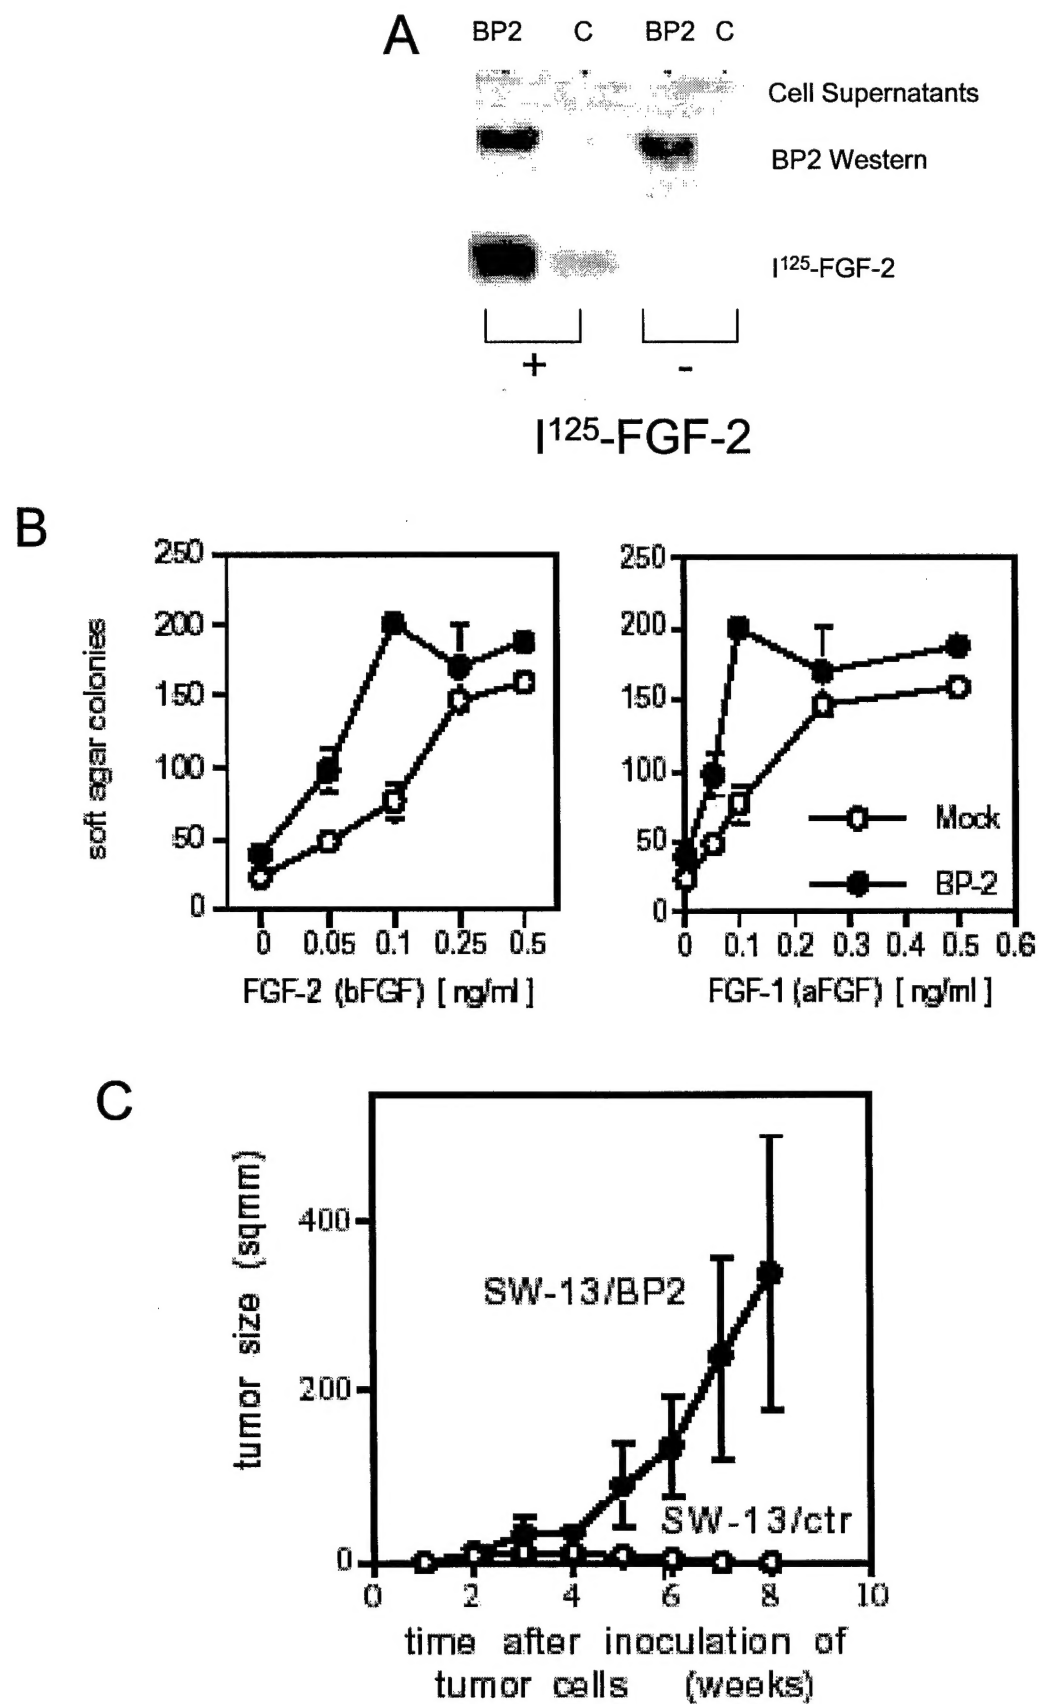 A
BP2 C BP2 C
Cell Supernatants
BP2 Western
I125-FGF-2
+ -
I125-FGF-2
B
250 200 150 100 50 0
soft agar colonies
0 0.05 0.1 0.25 0.5
FGF-2 (bFGF) [ng/ml]
250 200 150 100 50 0
Mock
BP-2
0 0.1 0.2 0.3 0.4 0.5 0.6
FGF-1 (aFGF) [ng/ml]
C
tumor size (sqmm)
400
200
0
SW-13/BP2
SW-13/ctr
0 2 4 6 8 10
time after inoculation of
tumor cells (weeks)